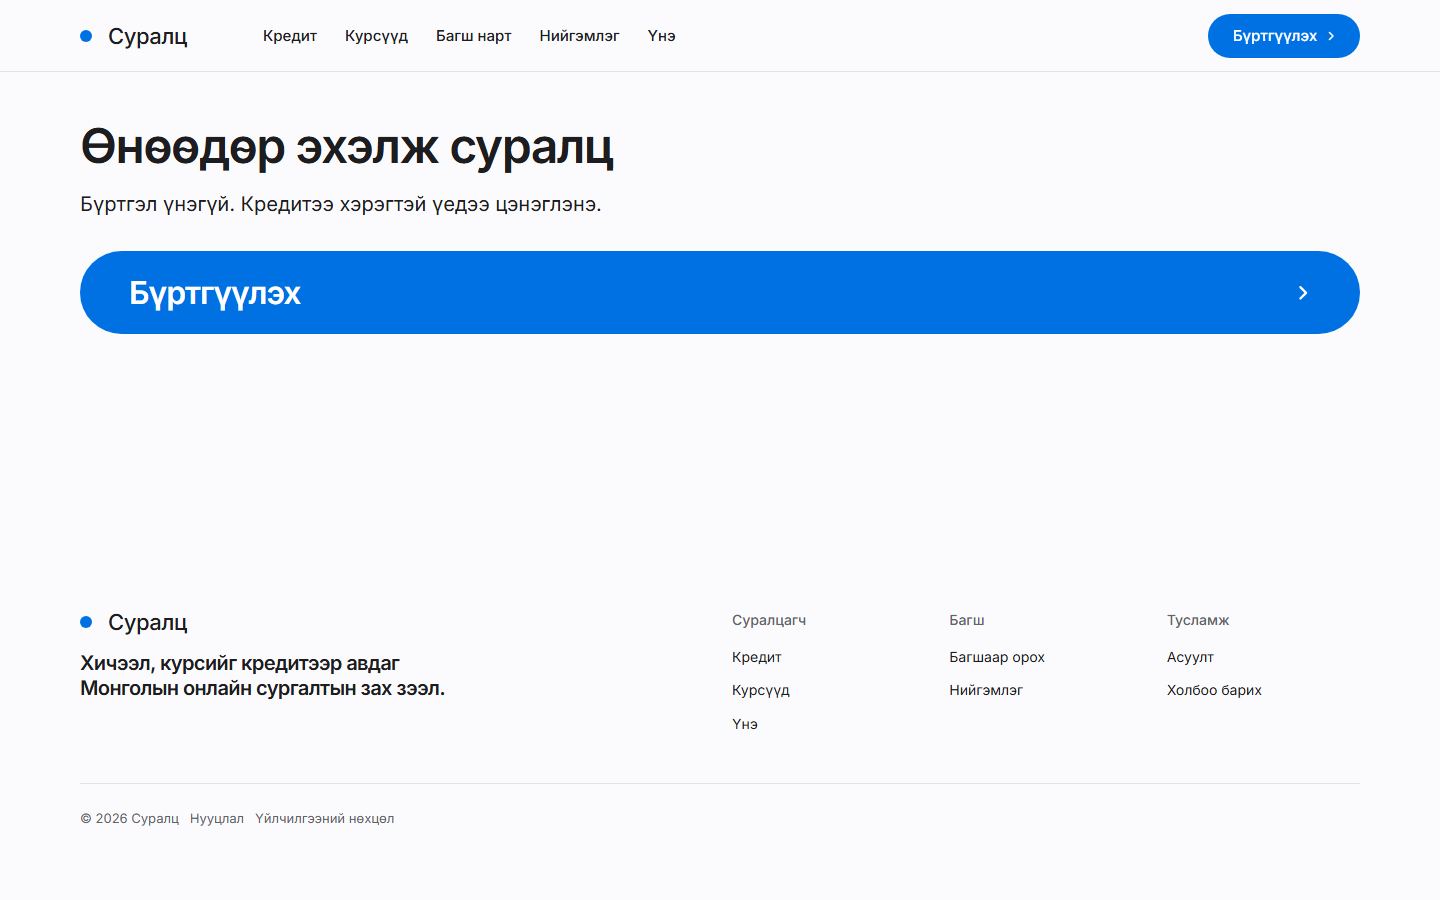 Суралц
Кредит
Курсүүд
Багш нарт
Нийгэмлэг
Үнэ
Бүртгүүлэх
Өнөөдөр эхэлж суралц
Бүртгэл үнэгүй. Кредитээ хэрэгтэй үедээ цэнэглэнэ.
Бүртгүүлэх
Суралц
Хичээл, курсийг кредитээр авдаг
Монголын онлайн сургалтын зах зээл.
Суралцагч
Кредит
Курсүүд
Үнэ
Багш
Багшаар орох
Нийгэмлэг
Тусламж
Асуулт
Холбоо барих
© 2026 Суралц Нууцлал Үйлчилгээний нөхцөл